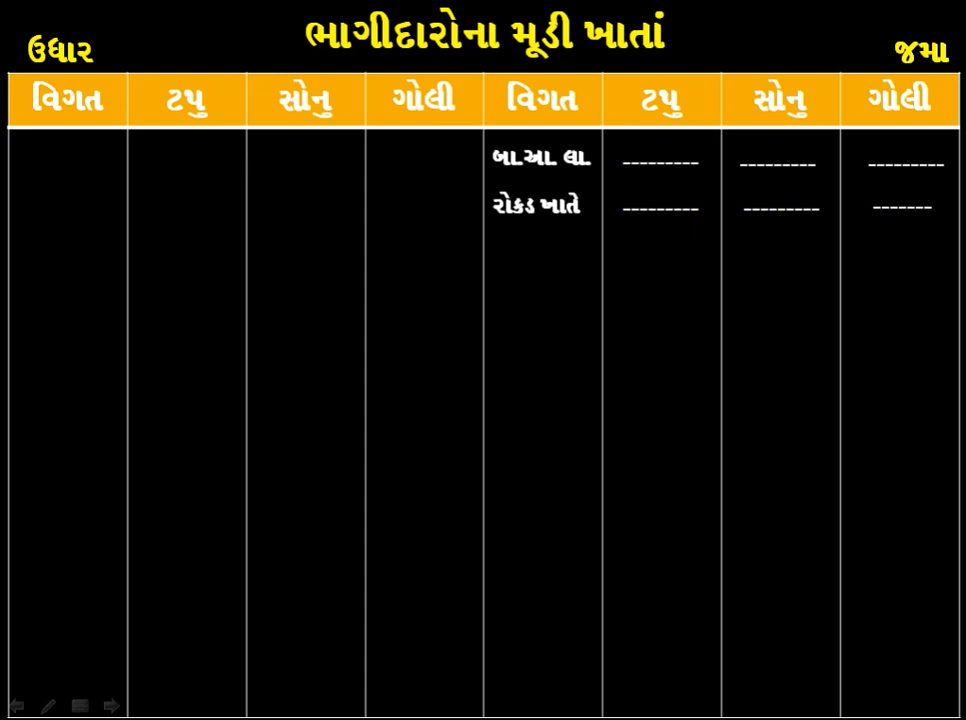 ભાગીદારોના મૂડી ખાતાં
ઉધાર જમા
વિગત ટપુ સોનુ ગોલી વિગત ટપુ સોનુ ગોલી
બા.આ. લા. --------- --------- ---------
રોકડ ખાતે --------- --------- -------